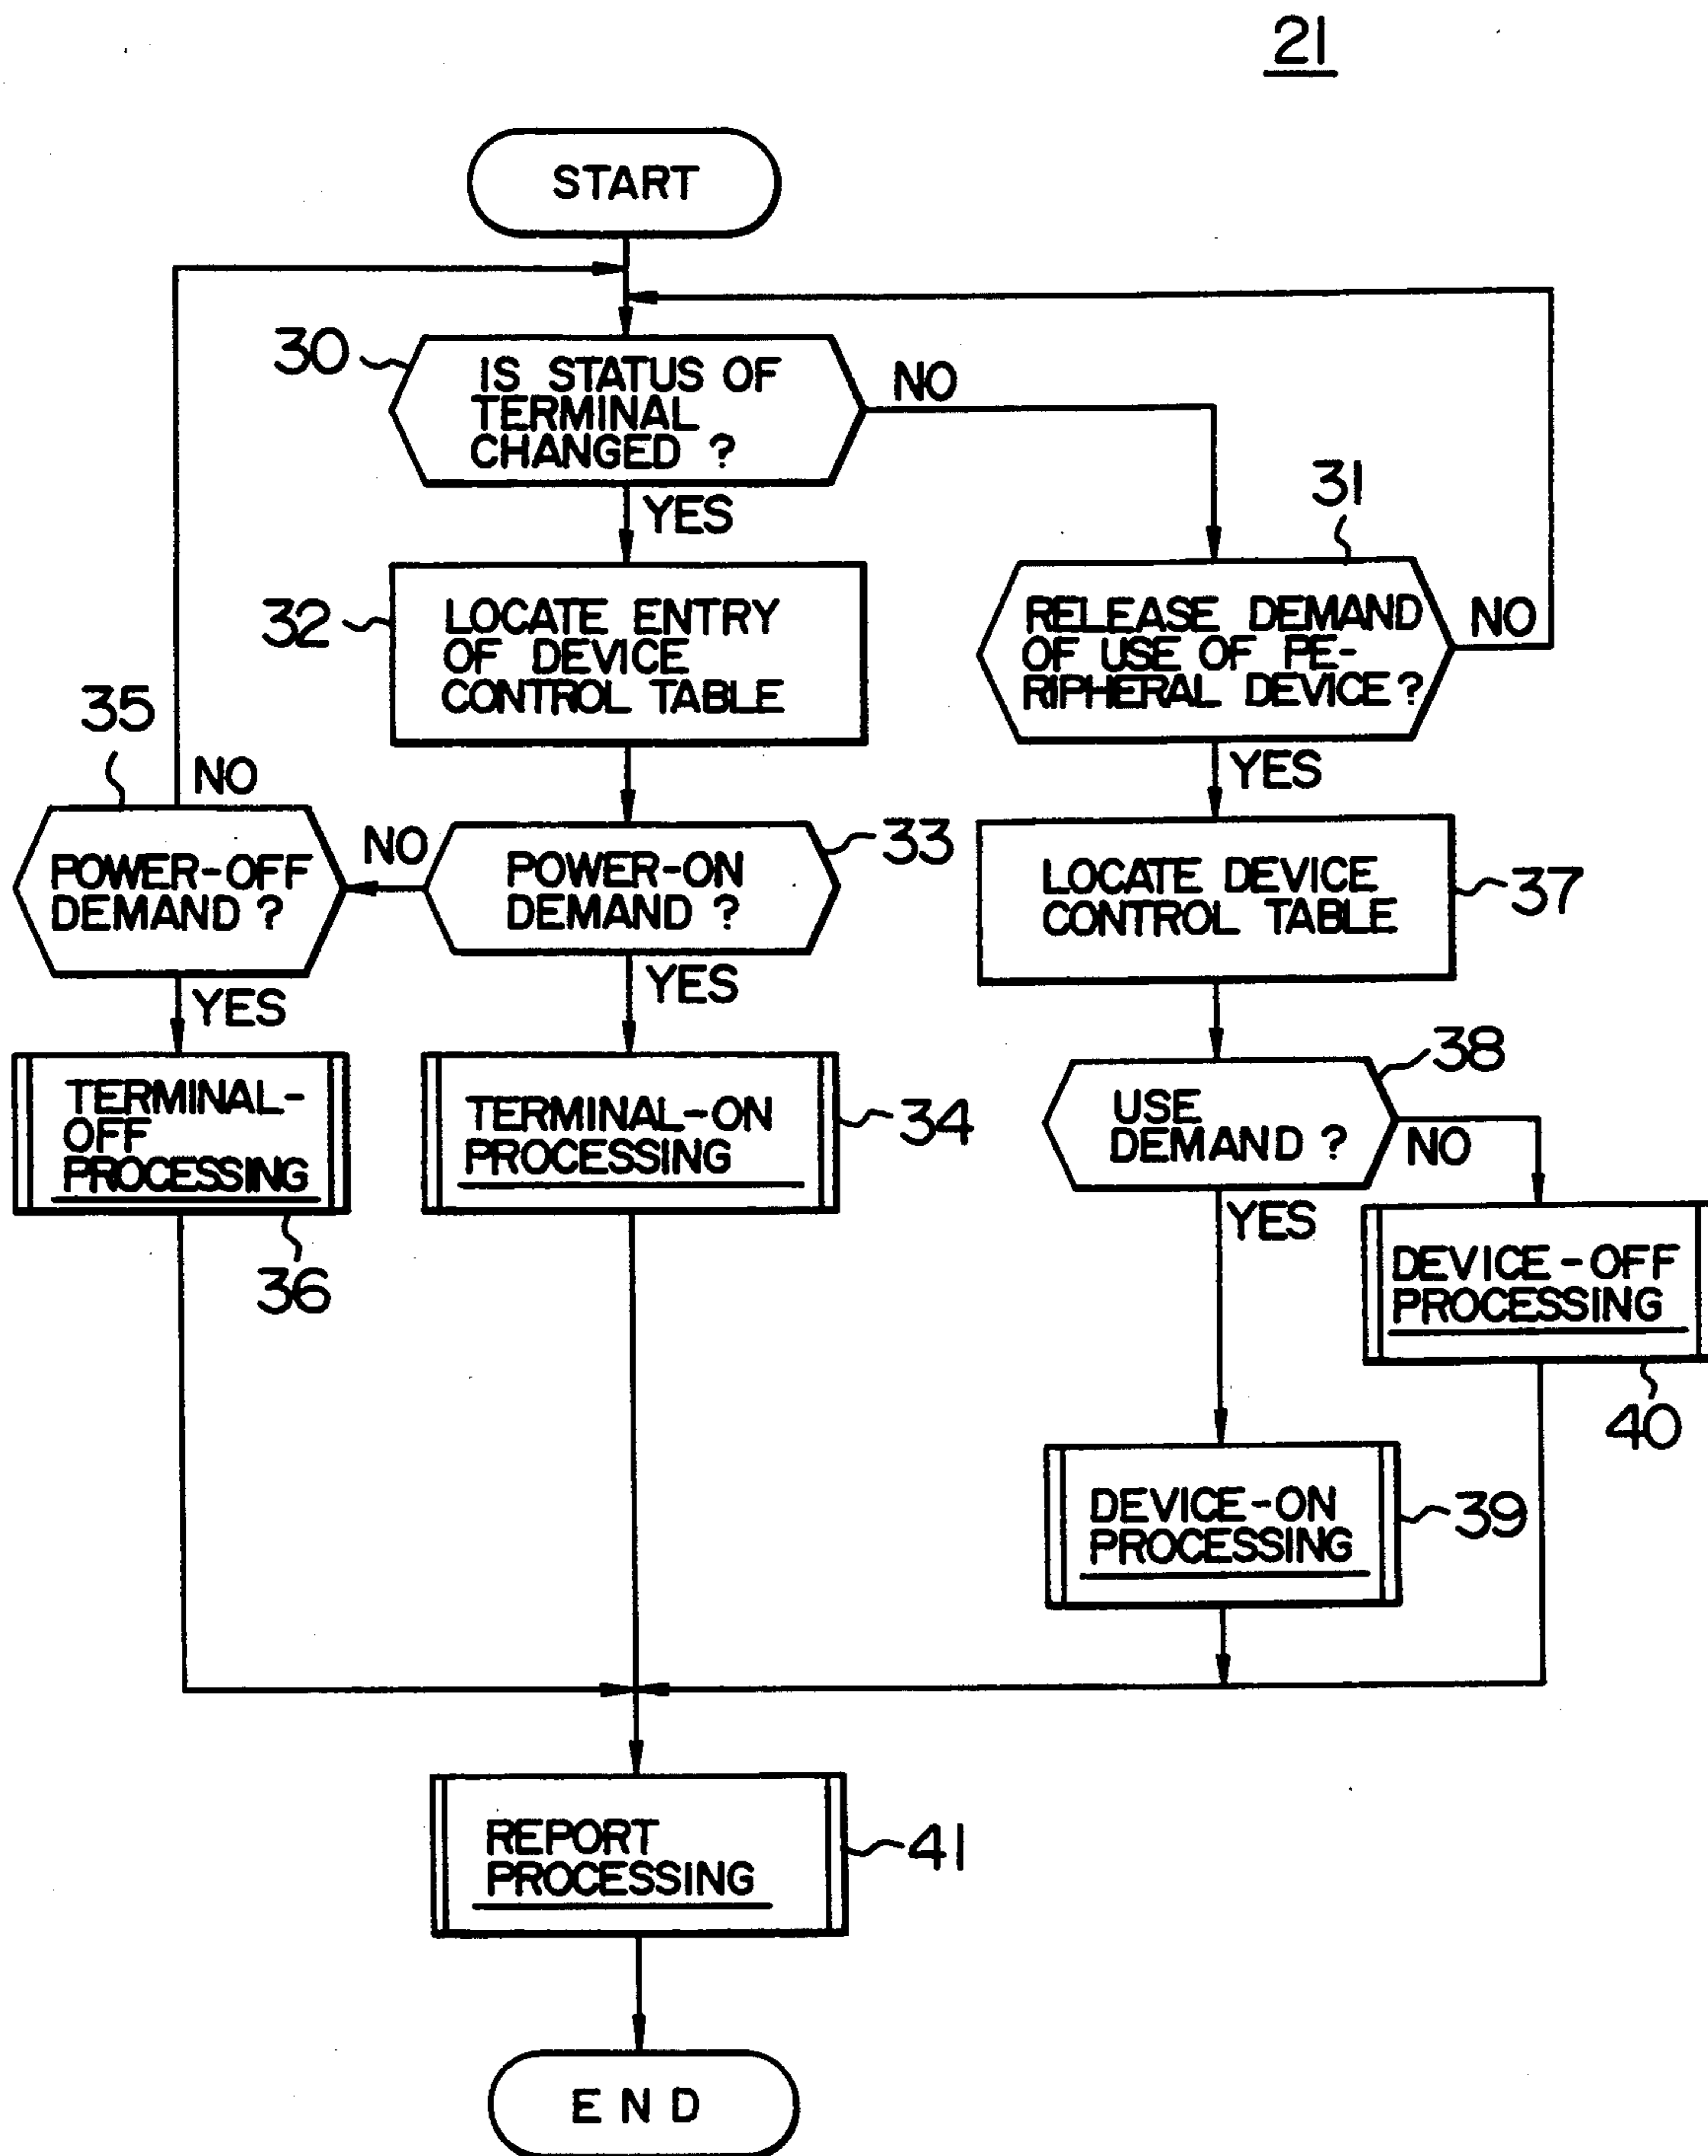 21
START
30
IS STATUS OF
TERMINAL
CHANGED ?
NO
YES
31
RELEASE DEMAND
OF USE OF PE-
RIPHERAL DEVICE ?
NO
YES
32
LOCATE ENTRY
OF DEVICE
CONTROL TABLE
35
NO
POWER-OFF
DEMAND ?
YES
NO
POWER-ON
DEMAND ?
33
YES
LOCATE DEVICE
CONTROL TABLE
37
38
USE
DEMAND ?
NO
YES
TERMINAL-
OFF
PROCESSING
36
TERMINAL-ON
PROCESSING
34
DEVICE-OFF
PROCESSING
40
DEVICE-ON
PROCESSING
39
REPORT
PROCESSING
41
END